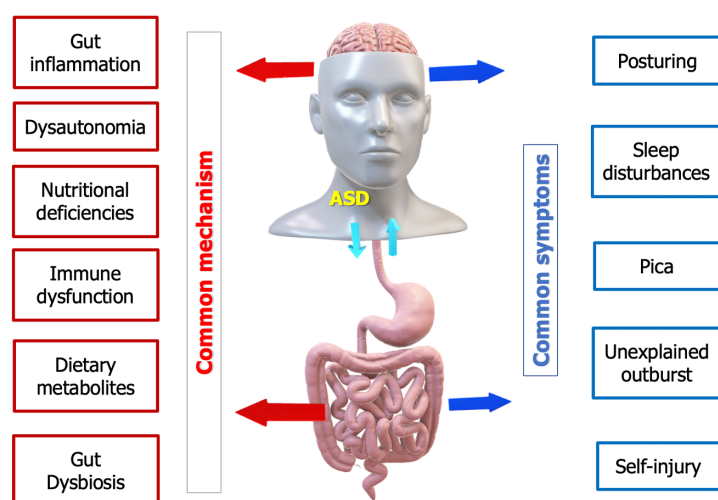 Gut
inflammation
Dysautonomia
Nutritional
deficiencies
Immune
dysfunction
Dietary
metabolites
Gut
Dysbiosis
Common mechanism
ASD
Common symptoms
Posturing
Sleep
disturbances
Pica
Unexplained
outburst
Self-injury